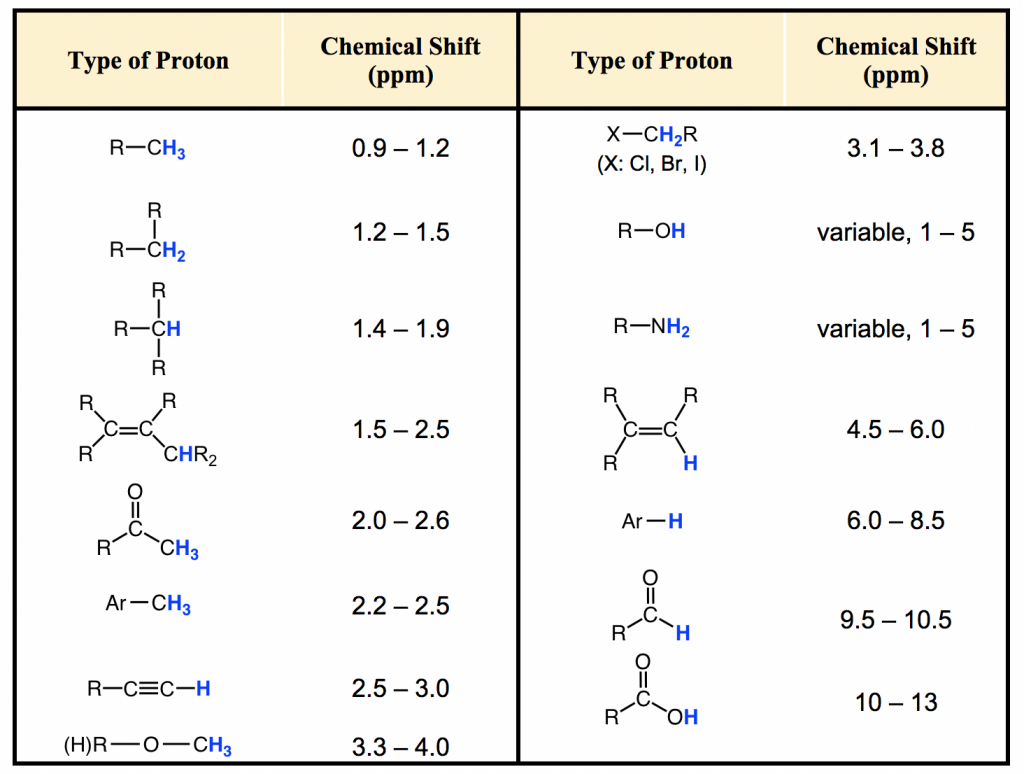 Type of Proton
Chemical Shift
(ppm)
Type of Proton
Chemical Shift
(ppm)
R—CH₃
0.9 – 1.2
X—CH₂R
(X: Cl, Br, I)
3.1 – 3.8
R
R—CH₂
1.2 – 1.5
R—OH
variable, 1 – 5
R
R—CH
R
1.4 – 1.9
R—NH₂
variable, 1 – 5
R R
C=C
R CHR₂
1.5 – 2.5
R R
C=C
R H
4.5 – 6.0
O
C
R CH₃
2.0 – 2.6
Ar—H
6.0 – 8.5
Ar—CH₃
2.2 – 2.5
O
C
R H
9.5 – 10.5
R—C≡C—H
2.5 – 3.0
O
C
R OH
10 – 13
(H)R—O—CH₃
3.3 – 4.0